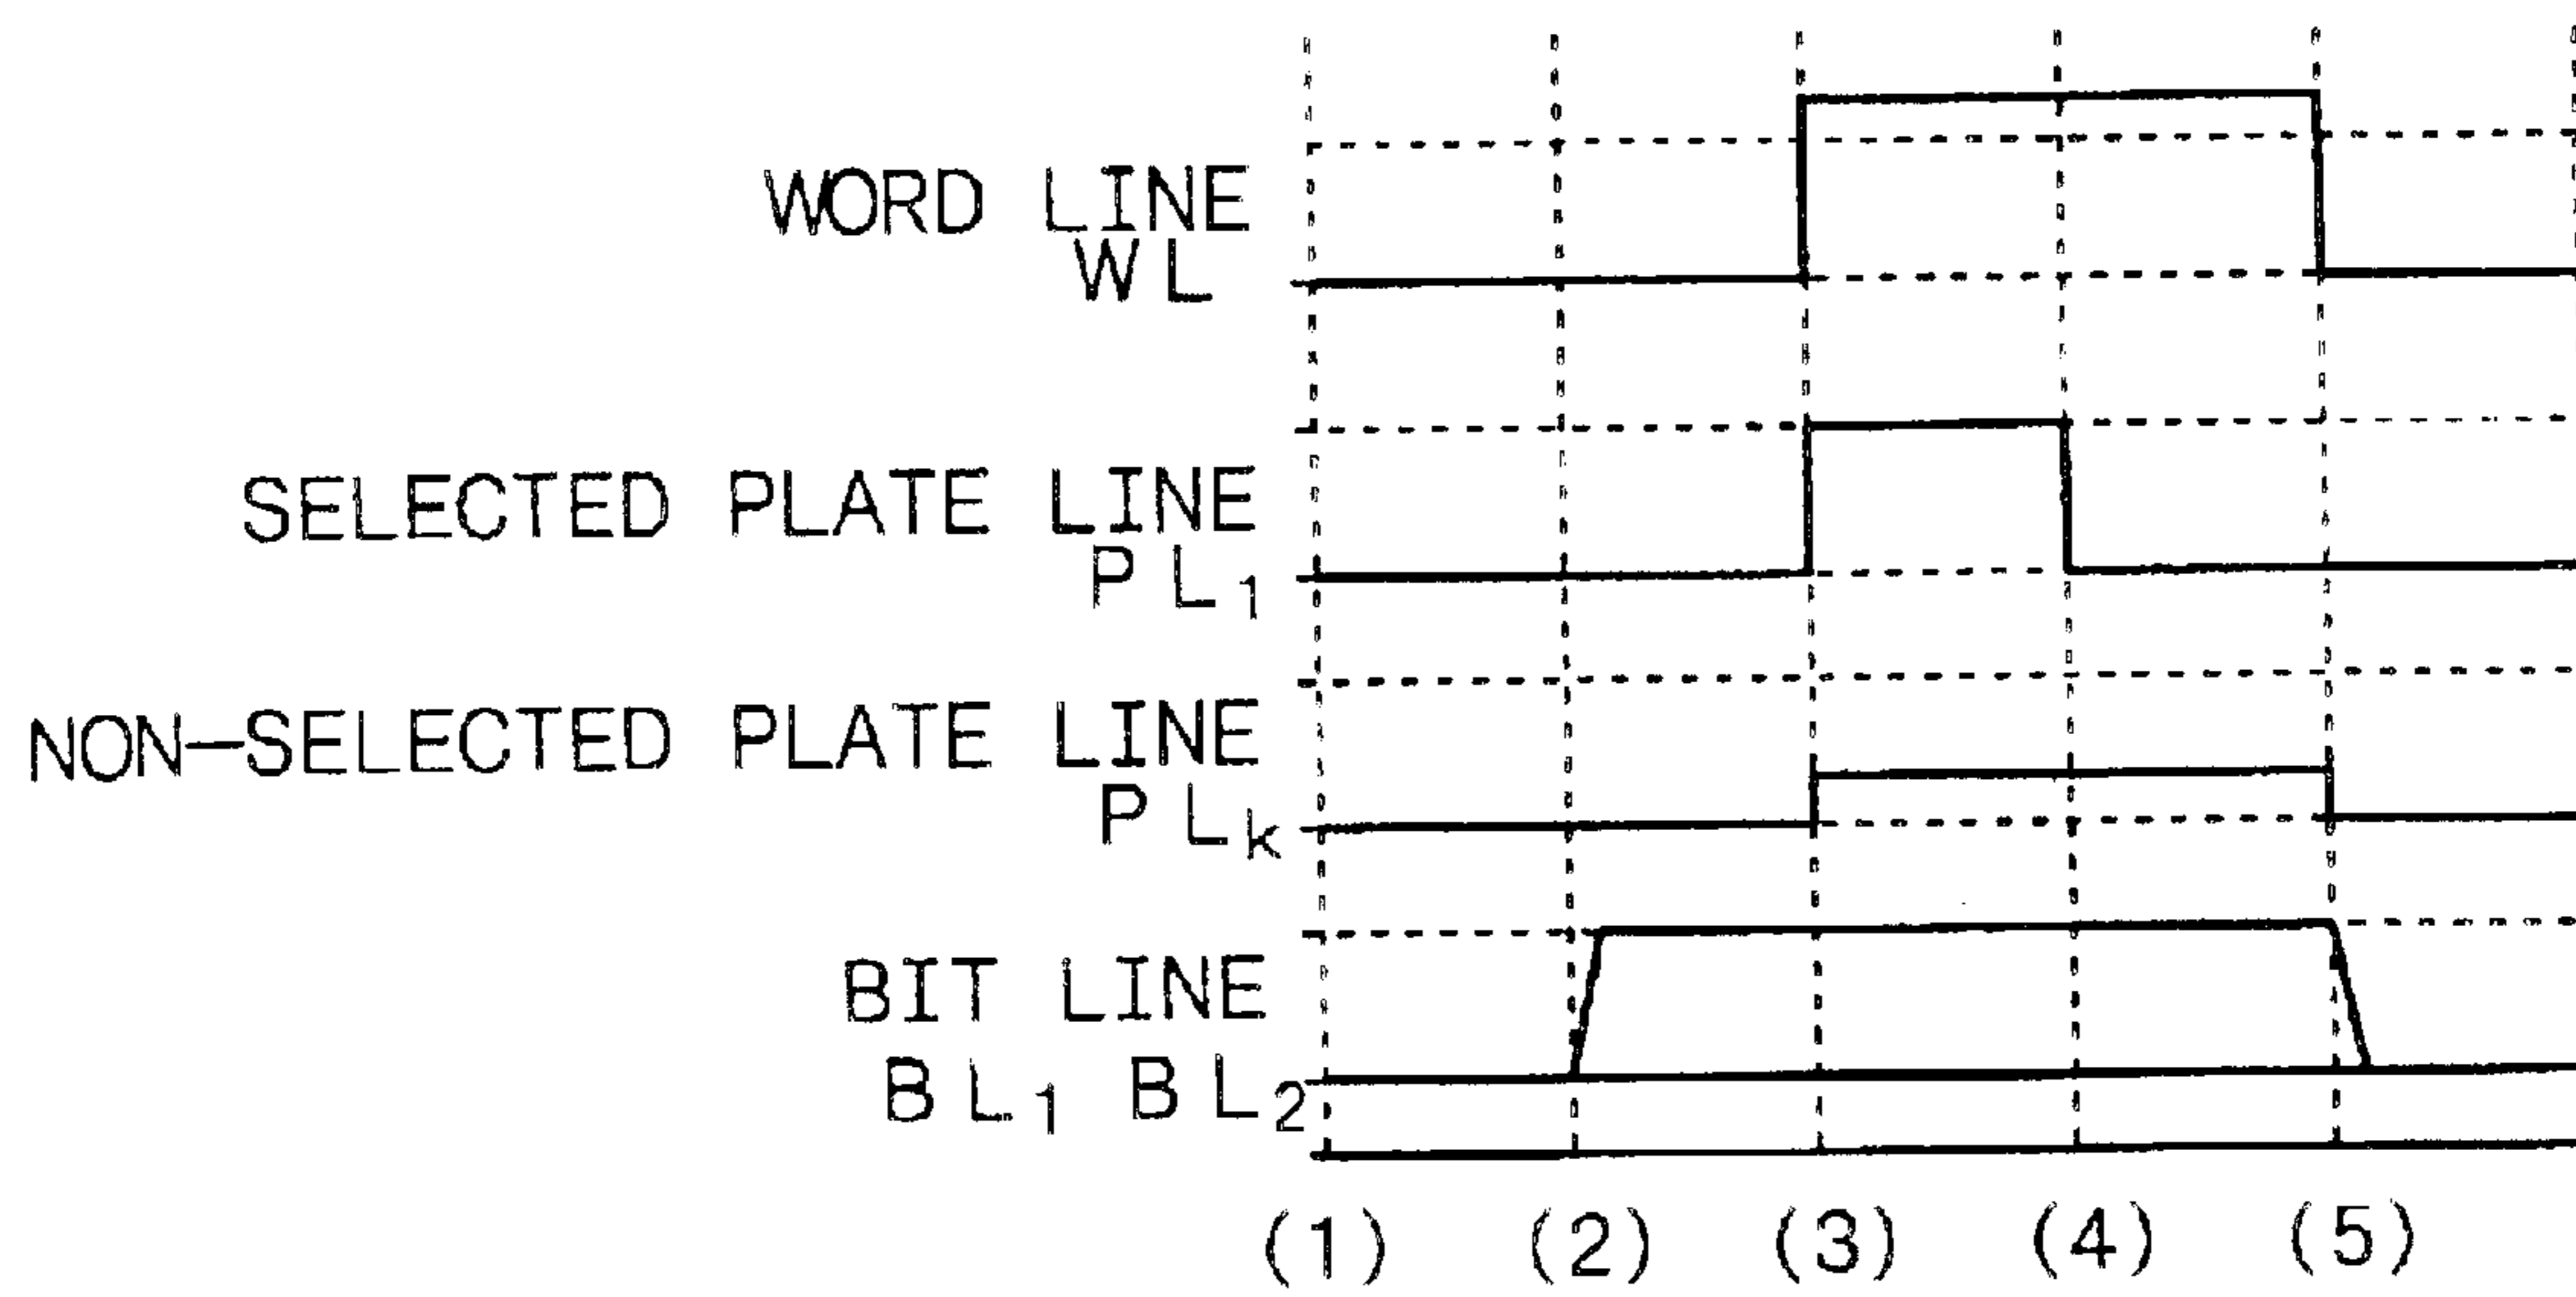 WORD LINE
WL
SELECTED PLATE LINE
PL1
NON-SELECTED PLATE LINE
PLk
BIT LINE
BL1 BL2
(1) (2) (3) (4) (5)